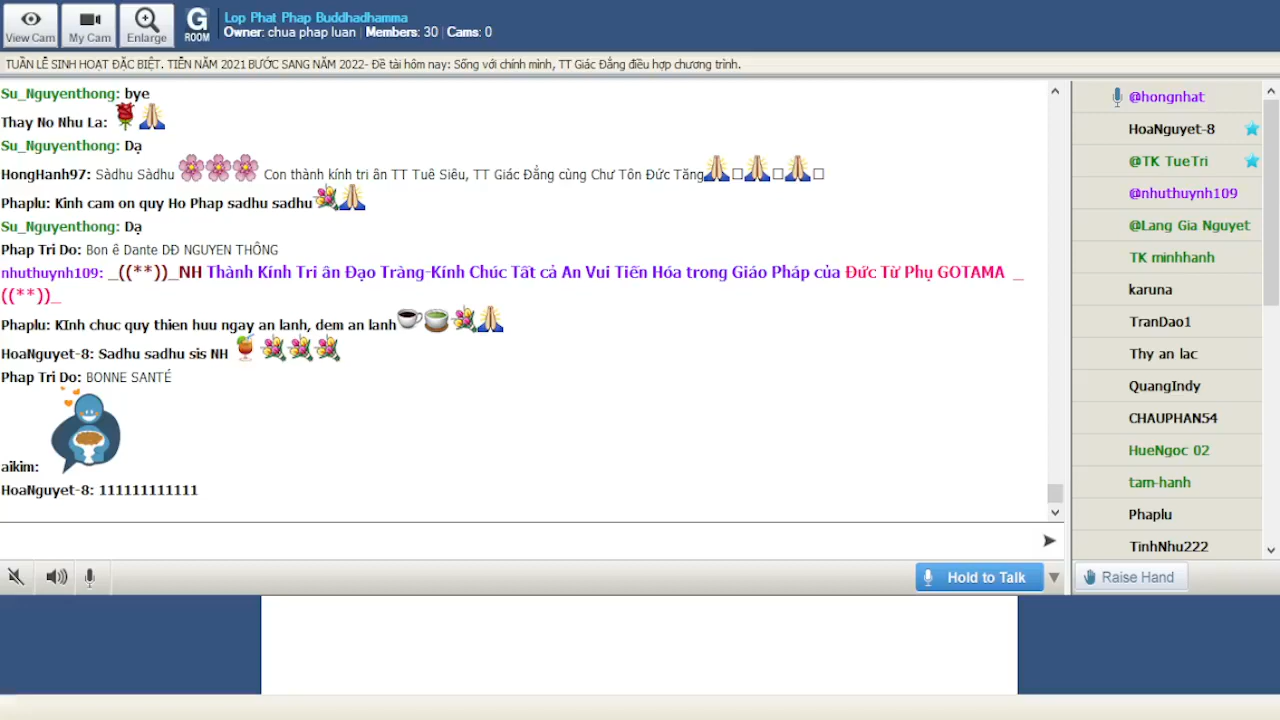 View Cam
My Cam
Enlarge
G
ROOM
Lop Phat Phap Buddhadhamma
Owner: chua phap luan | Members: 30 | Cams: 0
TUẦN LỄ SINH HOẠT ĐẶC BIỆT. TIỄN NĂM 2021 BƯỚC SANG NĂM 2022- Đề tài hôm nay: Sống với chính mình, TT Giác Đẳng điều hợp chương trình.
Su_Nguyenthong: bye
Thay No Nhu La:
Su_Nguyenthong: Dạ
HongHanh97: Sàdhu Sàdhu Con thành kính tri ân TT Tuê Siêu, TT Giác Đẳng cùng Chư Tôn Đức Tăng
Phaplu: Kinh cam on quy Ho Phap sadhu sadhu
Su_Nguyenthong: Dạ
Phap Tri Do: Bon ê Dante DĐ NGUYEN THÔNG
nhuthuynh109: _((**))_NH Thành Kính Tri ân Đạo Tràng-Kính Chúc Tất cả An Vui Tiến Hóa trong Giáo Pháp của Đức Từ Phụ GOTAMA _
((**))_
Phaplu: KInh chuc quy thien huu ngay an lanh, dem an lanh
HoaNguyet-8: Sadhu sadhu sis NH
Phap Tri Do: BONNE SANTÉ
aikim:
HoaNguyet-8: 111111111111
Hold to Talk
@hongnhat
HoaNguyet-8
@TK TueTri
@nhuthuynh109
@Lang Gia Nguyet
TK minhhanh
karuna
TranDao1
Thy an lac
QuangIndy
CHAUPHAN54
HueNgoc 02
tam-hanh
Phaplu
TinhNhu222
Raise Hand